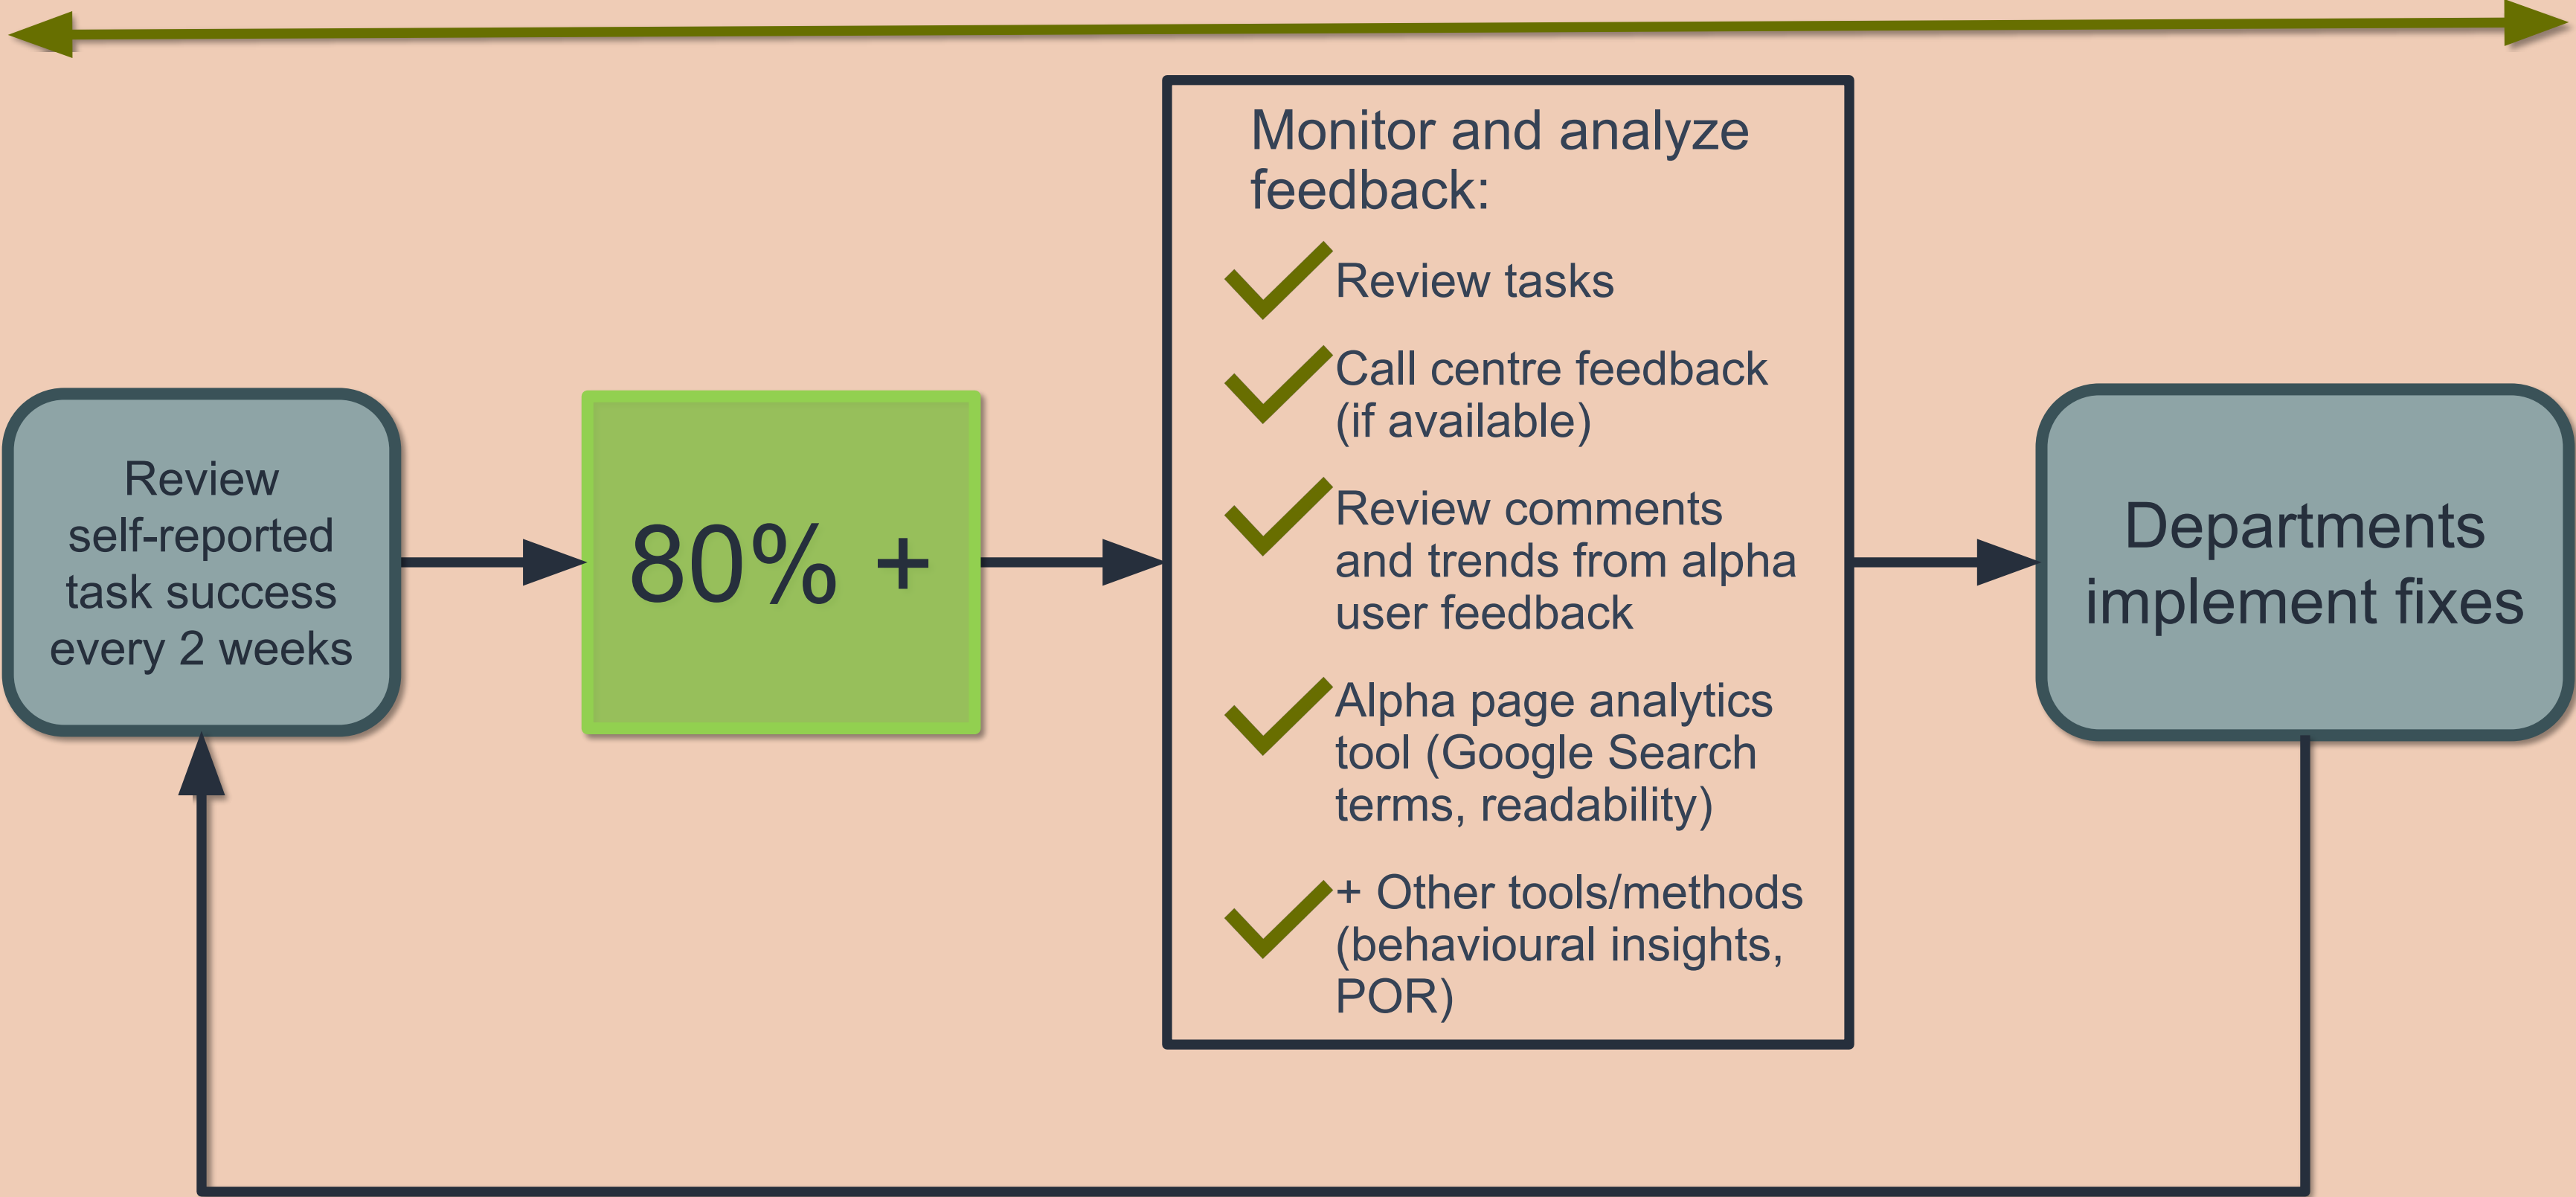 Review
self-reported
task success
every 2 weeks
80% +
Monitor and analyze
feedback:
Review tasks
Call centre feedback
(if available)
Review comments
and trends from alpha
user feedback
Alpha page analytics
tool (Google Search
terms, readability)
+ Other tools/methods
(behavioural insights,
POR)
Departments
implement fixes